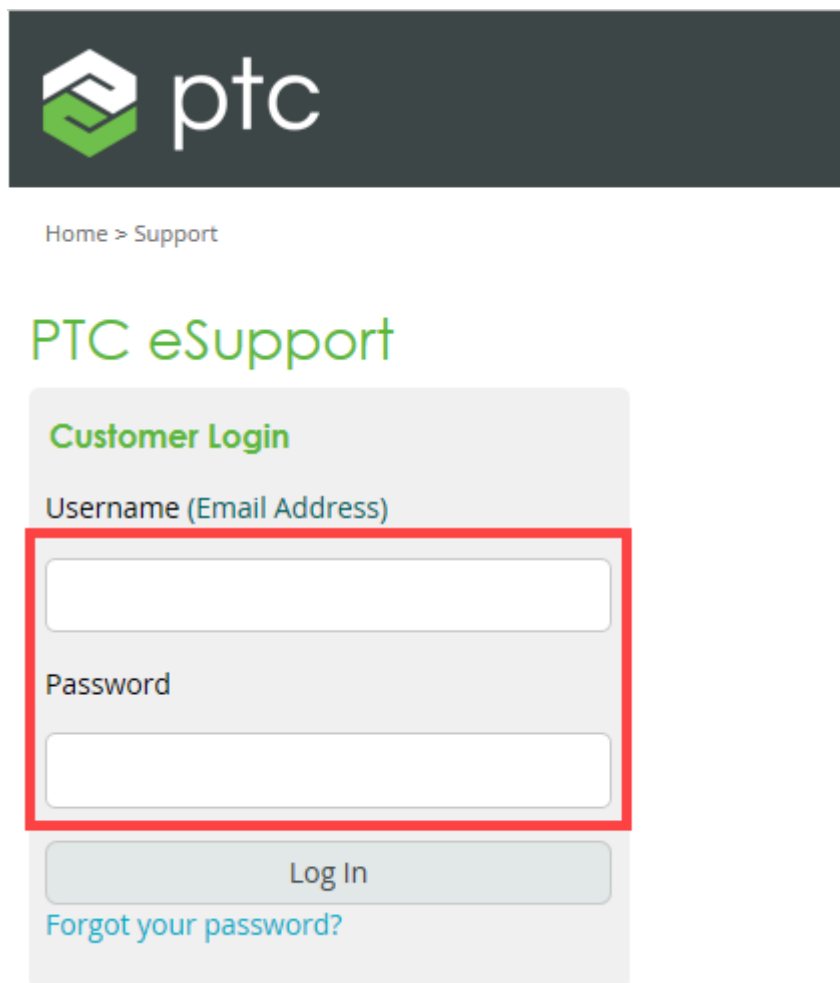 ptc
Home > Support
PTC eSupport
Customer Login
Username (Email Address)
Password
Log In
Forgot your password?